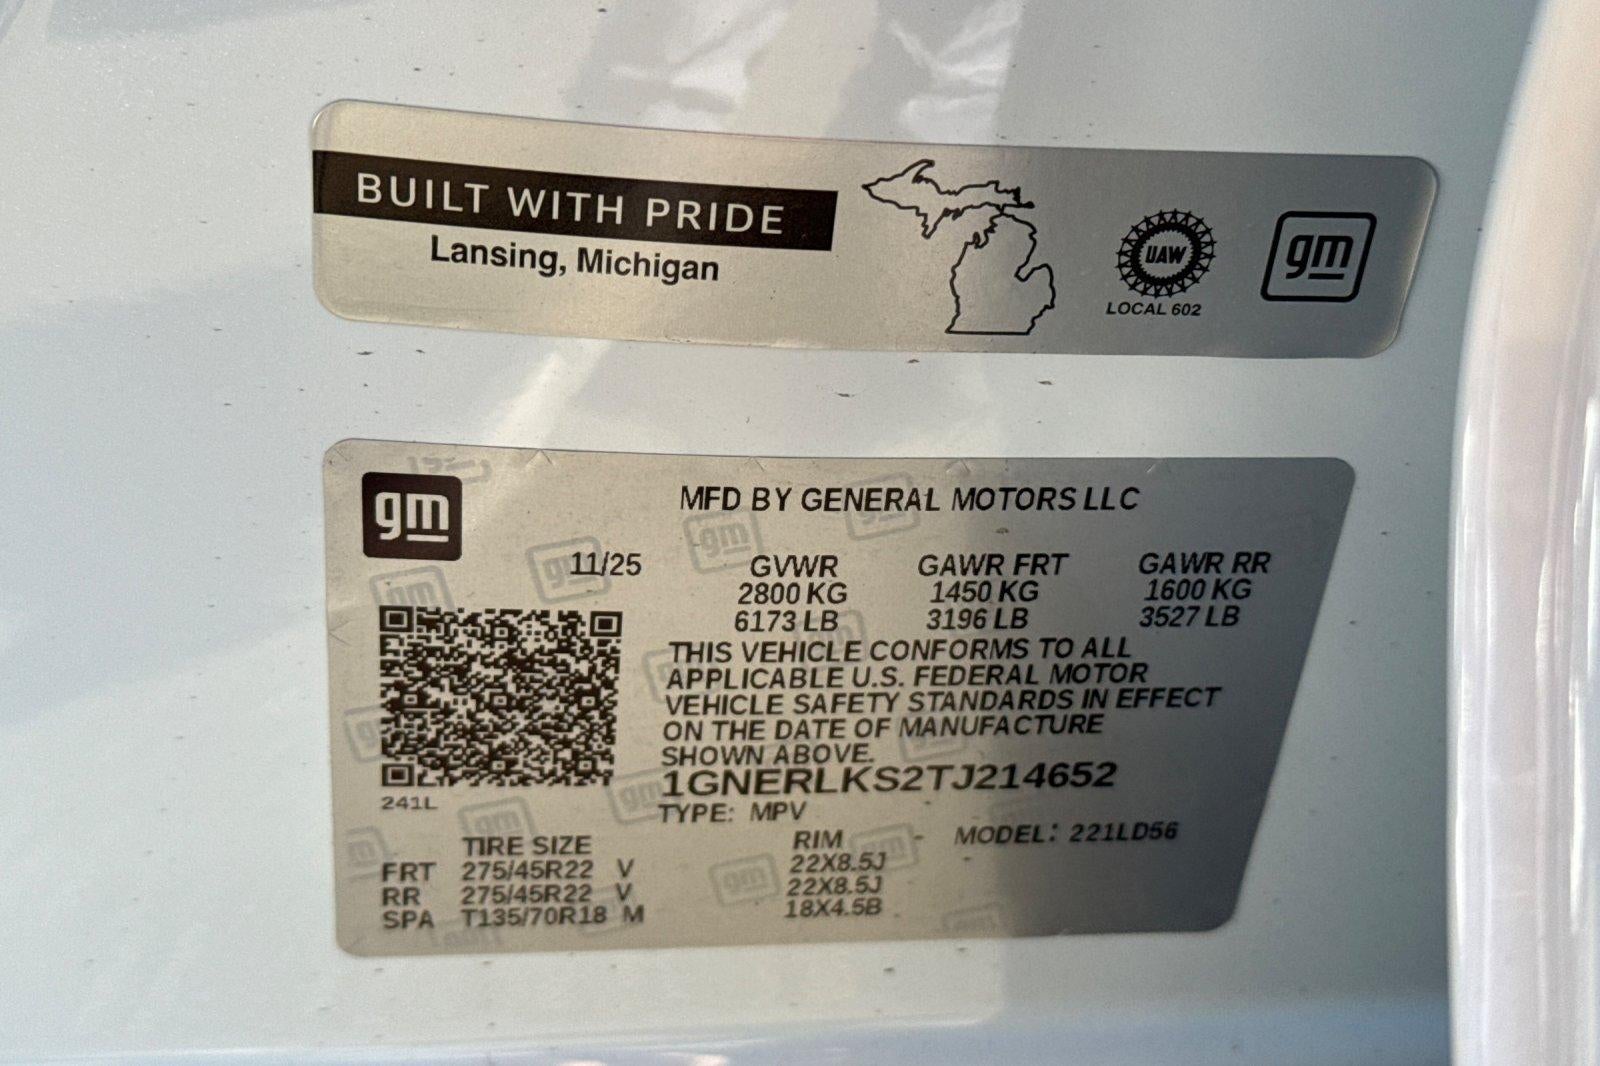 BUILT WITH PRIDE
Lansing, Michigan
UAW
LOCAL 602
gm
gm
MFD BY GENERAL MOTORS LLC
11/25 GVWR GAWR FRT GAWR RR
2800 KG 1450 KG 1600 KG
6173 LB 3196 LB 3527 LB
THIS VEHICLE CONFORMS TO ALL
APPLICABLE U.S. FEDERAL MOTOR
VEHICLE SAFETY STANDARDS IN EFFECT
ON THE DATE OF MANUFACTURE
SHOWN ABOVE.
1GNERLKS2TJ214652
241L
TYPE: MPV
TIRE SIZE RIM MODEL: 221LD56
FRT 275/45R22 V 22X8.5J
RR 275/45R22 V 22X8.5J
SPA T135/70R18 M 18X4.5B